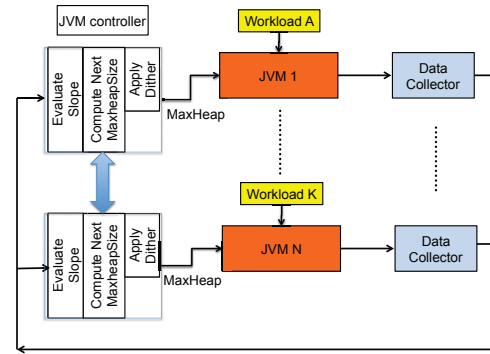 JVM controller
Workload A
Evaluate
Slope
Compute Next
MaxheapSize
Apply
Dither
MaxHeap
JVM 1
Data
Collector
Workload K
Evaluate
Slope
Compute Next
MaxheapSize
Apply
Dither
MaxHeap
JVM N
Data
Collector